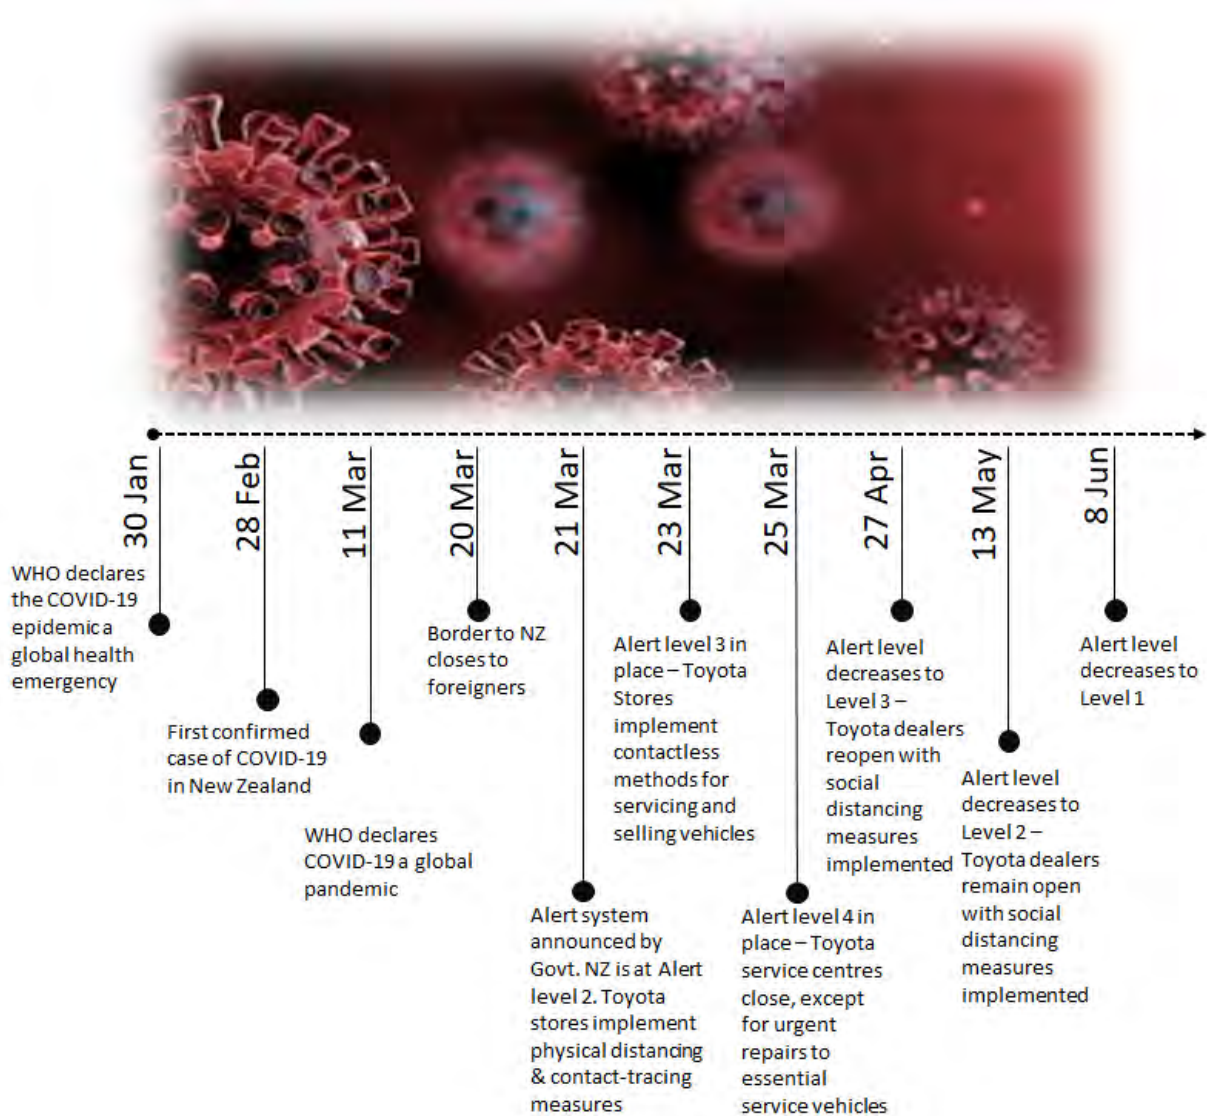 30 Jan
WHO declares
the COVID-19
epidemic a
global health
emergency
28 Feb
First confirmed
case of COVID-19
in New Zealand
11 Mar
WHO declares
COVID-19 a global
pandemic
20 Mar
Border to NZ
closes to
foreigners
21 Mar
Alert system
announced by
Govt. NZ is at Alert
level 2. Toyota
stores implement
physical distancing
& contact-tracing
measures
23 Mar
Alert level 3 in
place – Toyota
Stores
implement
contactless
methods for
servicing and
selling vehicles
25 Mar
Alert level 4 in
place – Toyota
service centres
close, except
for urgent
repairs to
essential
service vehicles
27 Apr
Alert level
decreases to
Level 3 –
Toyota dealers
reopen with
social
distancing
measures
implemented
13 May
Alert level
decreases to
Level 2 –
Toyota dealers
remain open
with social
distancing
measures
implemented
8 Jun
Alert level
decreases to
Level 1